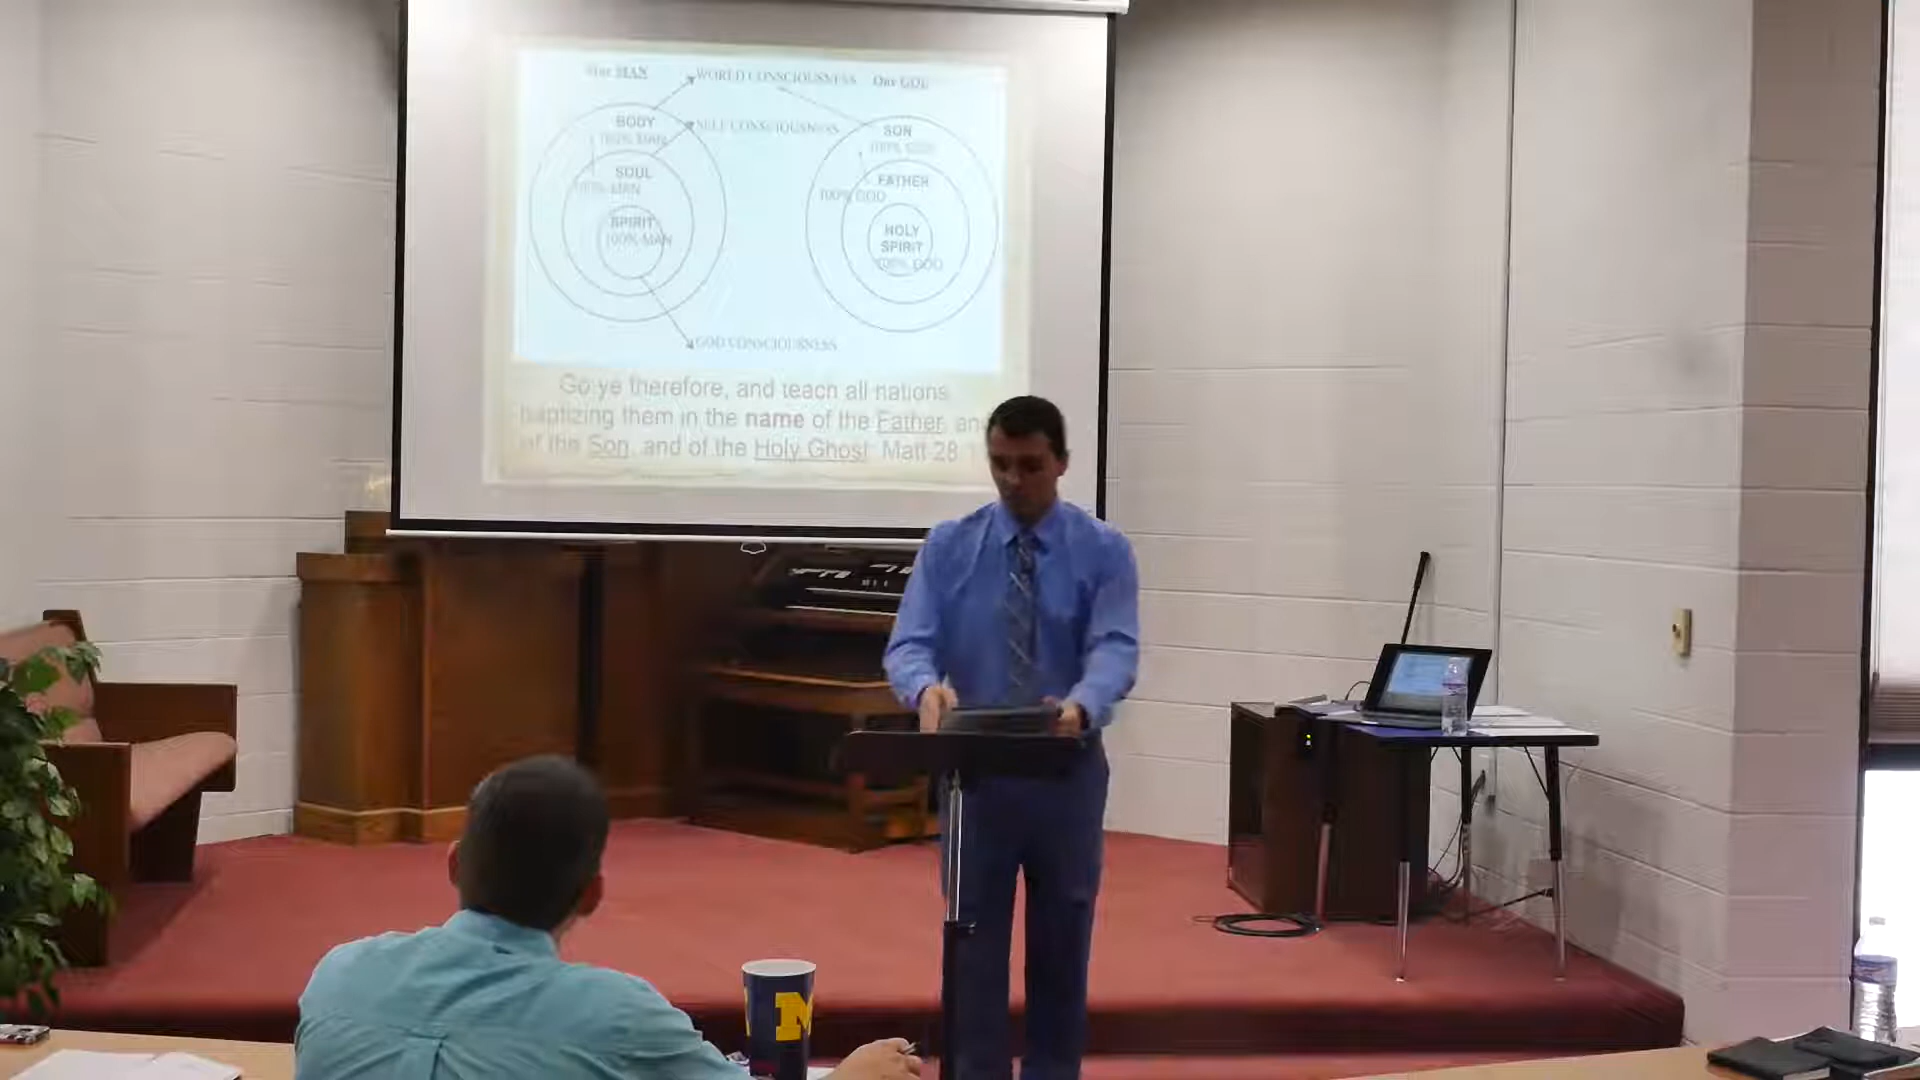 One MAN
WORLD CONSCIOUSNESS
One GOD
BODY
100% MAN
SELF CONSCIOUSNESS
SOUL
100% MAN
SPIRIT
100% MAN
GOD CONSCIOUSNESS
SON
100% GOD
FATHER
100% GOD
HOLY
SPIRIT
100% GOD
Go ye therefore, and teach all nations
baptizing them in the name of the Father, and
of the Son, and of the Holy Ghost Matt 28
M